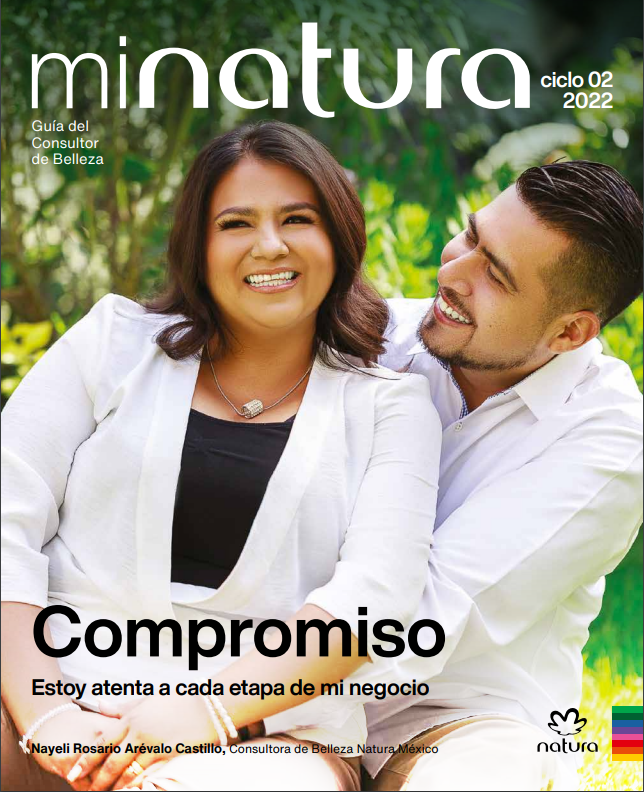 minatura
ciclo 02
2022
Guía del
Consultor
de Belleza
Compromiso
Estoy atenta a cada etapa de mi negocio
Nayeli Rosario Arévalo Castillo, Consultora de Belleza Natura México
natura